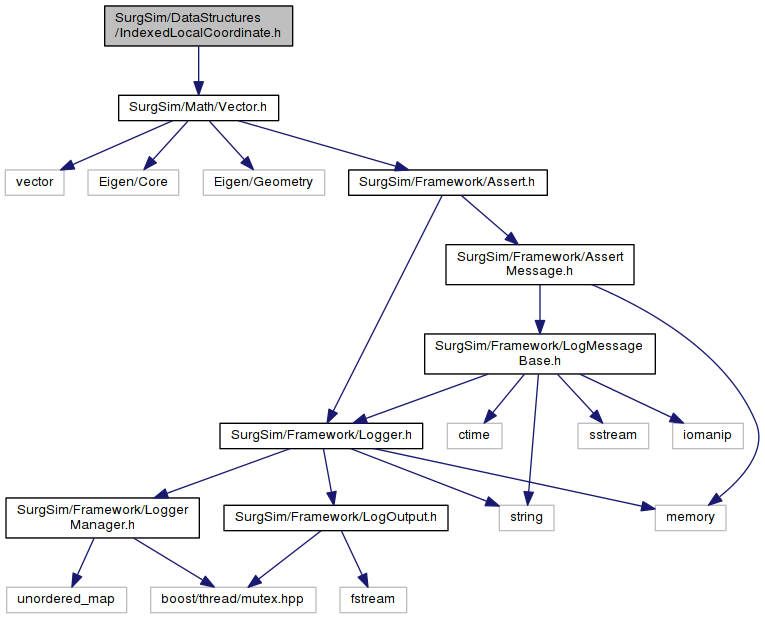 SurgSim/DataStructures
/IndexedLocalCoordinate.h
SurgSim/Math/Vector.h
vector
Eigen/Core
Eigen/Geometry
SurgSim/Framework/Assert.h
SurgSim/Framework/Assert
Message.h
SurgSim/Framework/LogMessage
Base.h
SurgSim/Framework/Logger.h
ctime
sstream
iomanip
SurgSim/Framework/Logger
Manager.h
SurgSim/Framework/LogOutput.h
string
memory
unordered_map
boost/thread/mutex.hpp
fstream